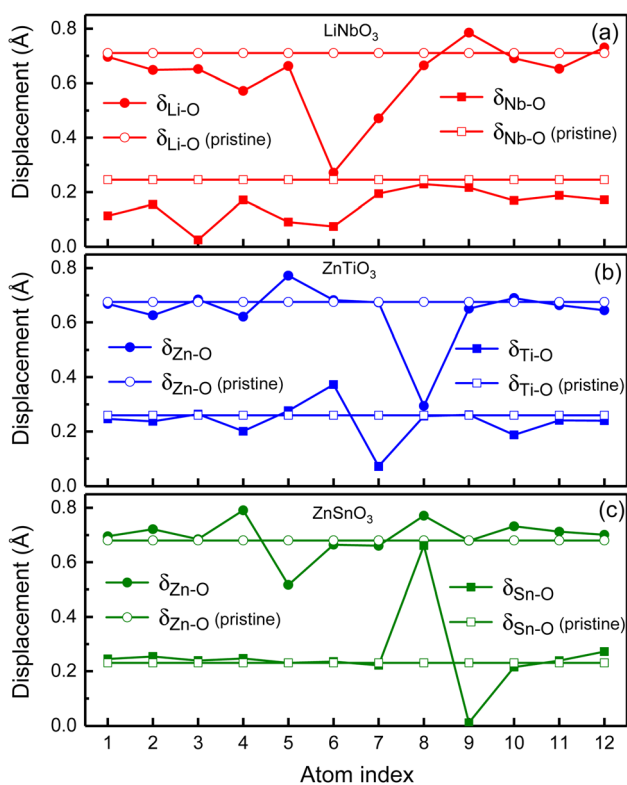 (a)
LiNbO₃
0.8
0.6
0.4
0.2
0.0
Displacement (Å)
δLi-O
δLi-O (pristine)
δNb-O
δNb-O (pristine)
(b)
ZnTiO₃
0.8
0.6
0.4
0.2
0.0
Displacement (Å)
δZn-O
δZn-O (pristine)
δTi-O
δTi-O (pristine)
(c)
ZnSnO₃
0.8
0.6
0.4
0.2
0.0
Displacement (Å)
δZn-O
δZn-O (pristine)
δSn-O
δSn-O (pristine)
1 2 3 4 5 6 7 8 9 10 11 12
Atom index